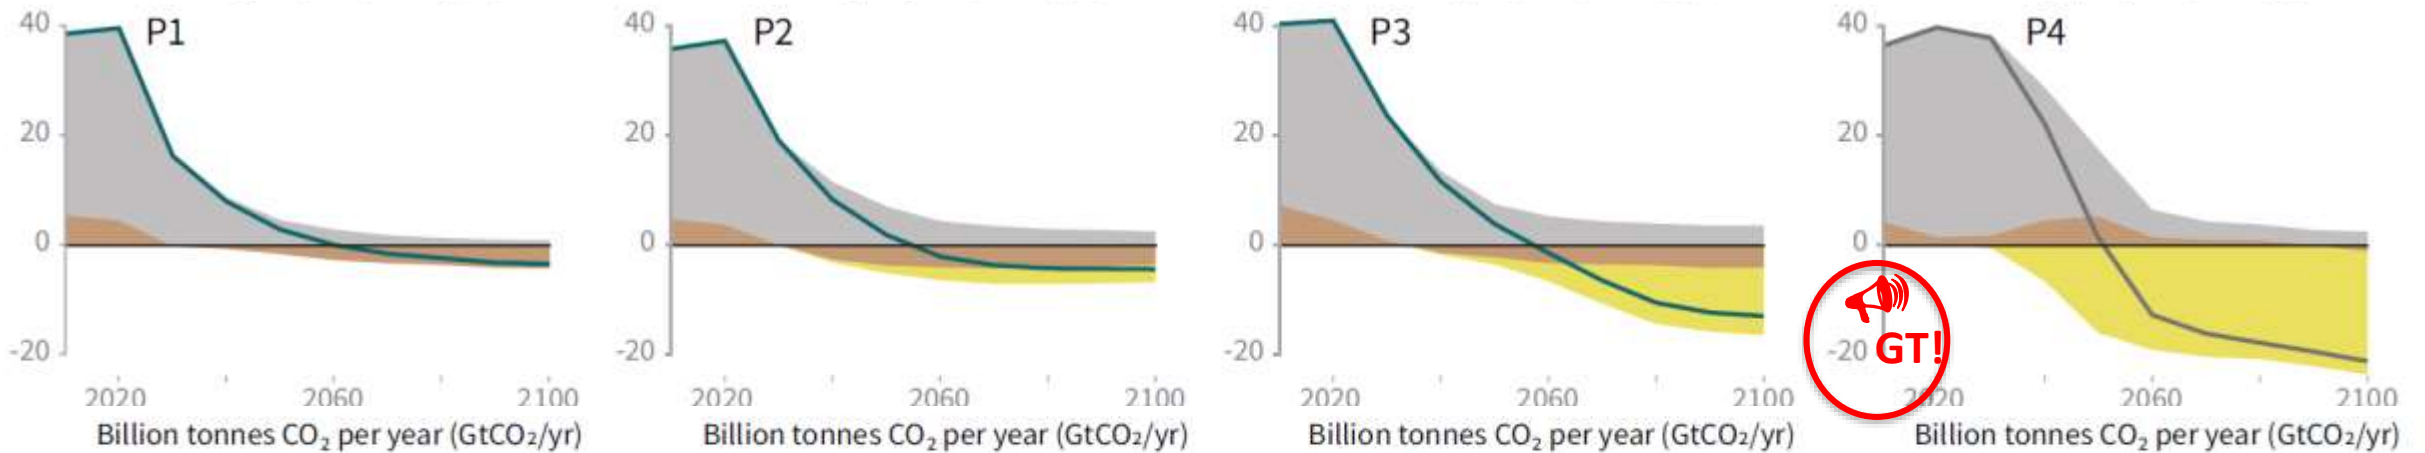 40 P1 40 P2 40 P3 40 P4
20 20 20 20
0 0 0 0
-20 -20 -20 GT!
-20
2020 2060 2100 2020 2060 2100 2020 2060 2100 2020 2060 2100
Billion tonnes CO₂ per year (GtCO₂/yr) Billion tonnes CO₂ per year (GtCO₂/yr) Billion tonnes CO₂ per year (GtCO₂/yr) Billion tonnes CO₂ per year (GtCO₂/yr)